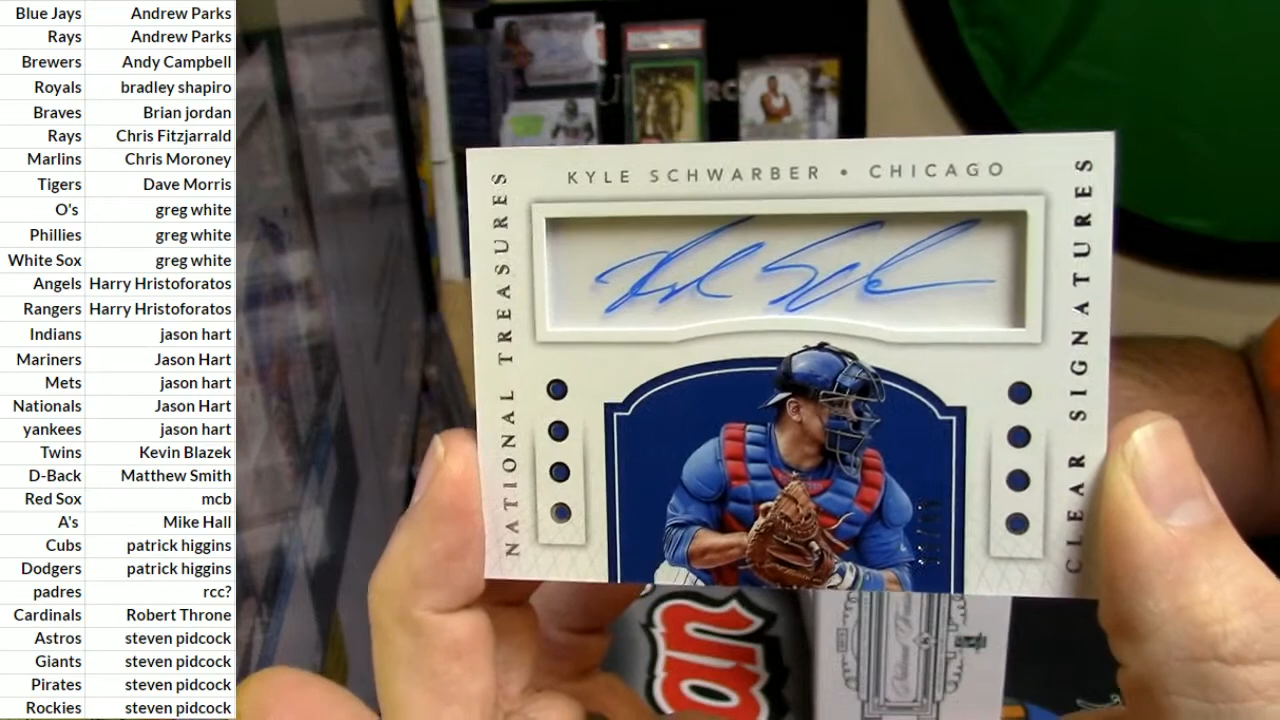 Blue Jays Andrew Parks
Rays Andrew Parks
Brewers Andy Campbell
Royals bradley shapiro
Braves Brian jordan
Rays Chris Fitzjarrald
Marlins Chris Moroney
Tigers Dave Morris
O's greg white
Phillies greg white
White Sox greg white
Angels Harry Hristoforatos
Rangers Harry Hristoforatos
Indians jason hart
Mariners Jason Hart
Mets jason hart
Nationals Jason Hart
yankees jason hart
Twins Kevin Blazek
D-Back Matthew Smith
Red Sox mcb
A's Mike Hall
Cubs patrick higgins
Dodgers patrick higgins
padres rcc?
Cardinals Robert Throne
Astros steven pidcock
Giants steven pidcock
Pirates steven pidcock
Rockies steven pidcock
KYLE SCHWARBER • CHICAGO
NATIONAL TREASURES
CLEAR SIGNATURES